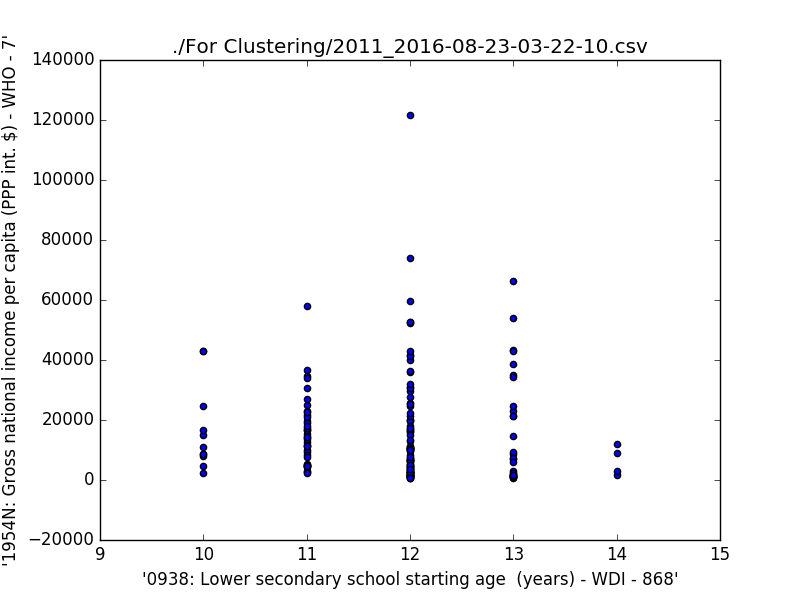 ./For Clustering/2011_2016-08-23-03-22-10.csv
'1954N: Gross national income per capita (PPP int. $) - WHO - 7'
140000
120000
100000
80000
60000
40000
20000
0
−20000
9 10 11 12 13 14 15
'0938: Lower secondary school starting age  (years) - WDI - 868'